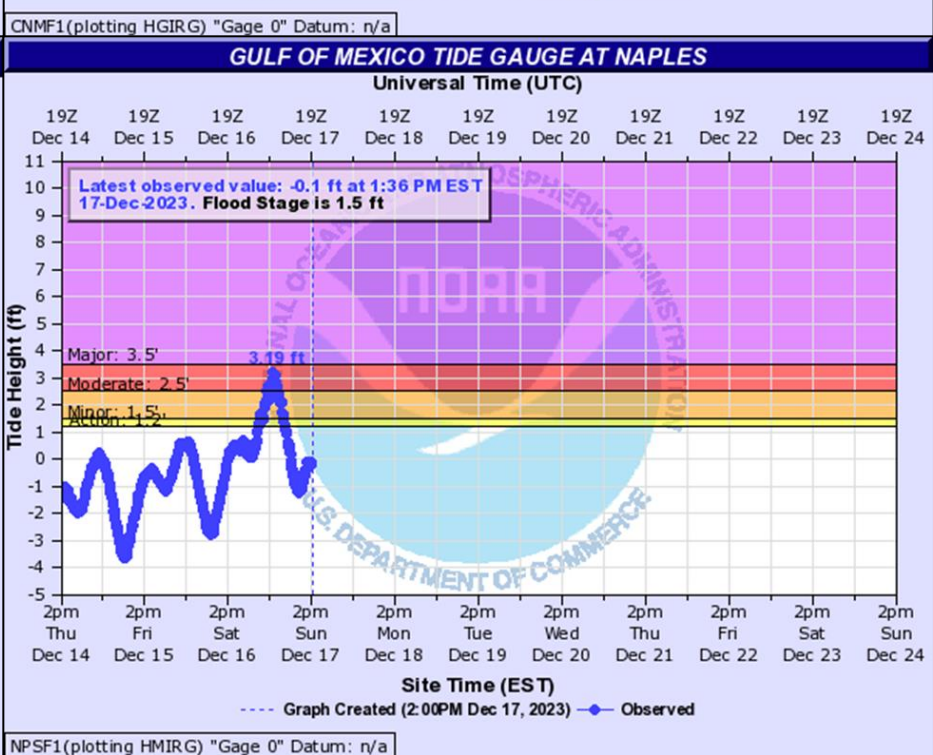 CNMF1(plotting HGIRG) "Gage 0" Datum: n/a
GULF OF MEXICO TIDE GAUGE AT NAPLES
Universal Time (UTC)
19Z 19Z 19Z 19Z 19Z 19Z 19Z 19Z 19Z 19Z 19Z
Dec 14 Dec 15 Dec 16 Dec 17 Dec 18 Dec 19 Dec 20 Dec 21 Dec 22 Dec 23 Dec 24
Latest observed value: -0.1 ft at 1:36 PM EST
17-Dec-2023. Flood Stage is 1.5 ft
Tide Height (ft)
11
10
9
8
7
6
5
4
3
2
1
0
-1
-2
-3
-4
-5
Major: 3.5'
Moderate: 2.5'
Minor: 1.5'
Action: 1.2'
3.19 ft
NATIONAL OCEANIC AND ATMOSPHERIC ADMINISTRATION
NOAA
U.S. DEPARTMENT OF COMMERCE
2pm 2pm 2pm 2pm 2pm 2pm 2pm 2pm 2pm 2pm 2pm
Thu Fri Sat Sun Mon Tue Wed Thu Fri Sat Sun
Dec 14 Dec 15 Dec 16 Dec 17 Dec 18 Dec 19 Dec 20 Dec 21 Dec 22 Dec 23 Dec 24
Site Time (EST)
Graph Created (2:00PM Dec 17, 2023) Observed
NPSF1(plotting HMIRG) "Gage 0" Datum: n/a